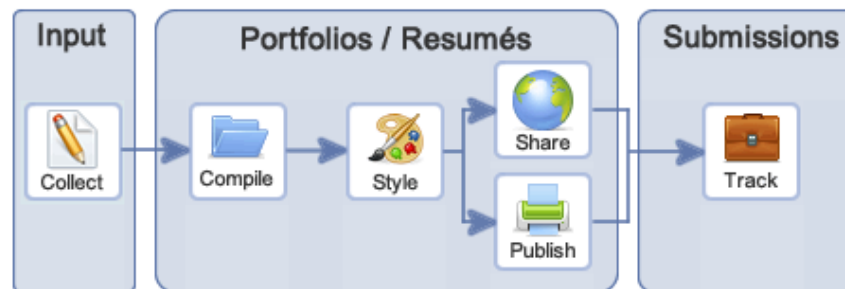 Input
Portfolios / Resumés
Submissions
Collect
Compile
Style
Share
Publish
Track